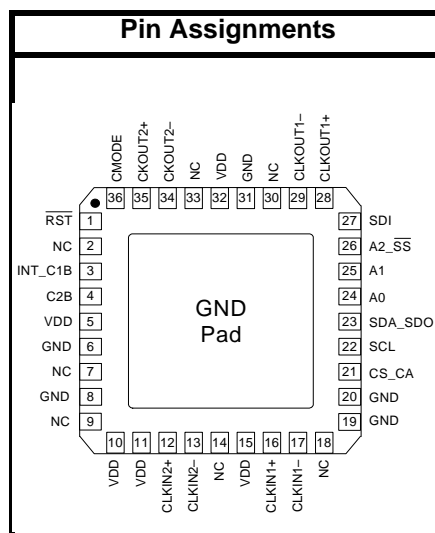 Pin Assignments
CMODE
CKOUT2+
CKOUT2–
NC
VDD
GND
NC
CLKOUT1–
CLKOUT1+
36
35
34
33
32
31
30
29
28
RST 1
NC 2
INT_C1B 3
C2B 4
VDD 5
GND 6
NC 7
GND 8
NC 9
GND
Pad
27 SDI
26 A2_SS
25 A1
24 A0
23 SDA_SDO
22 SCL
21 CS_CA
20 GND
19 GND
10
11
12
13
14
15
16
17
18
VDD
VDD
CLKIN2+
CLKIN2–
NC
VDD
CLKIN1+
CLKIN1–
NC